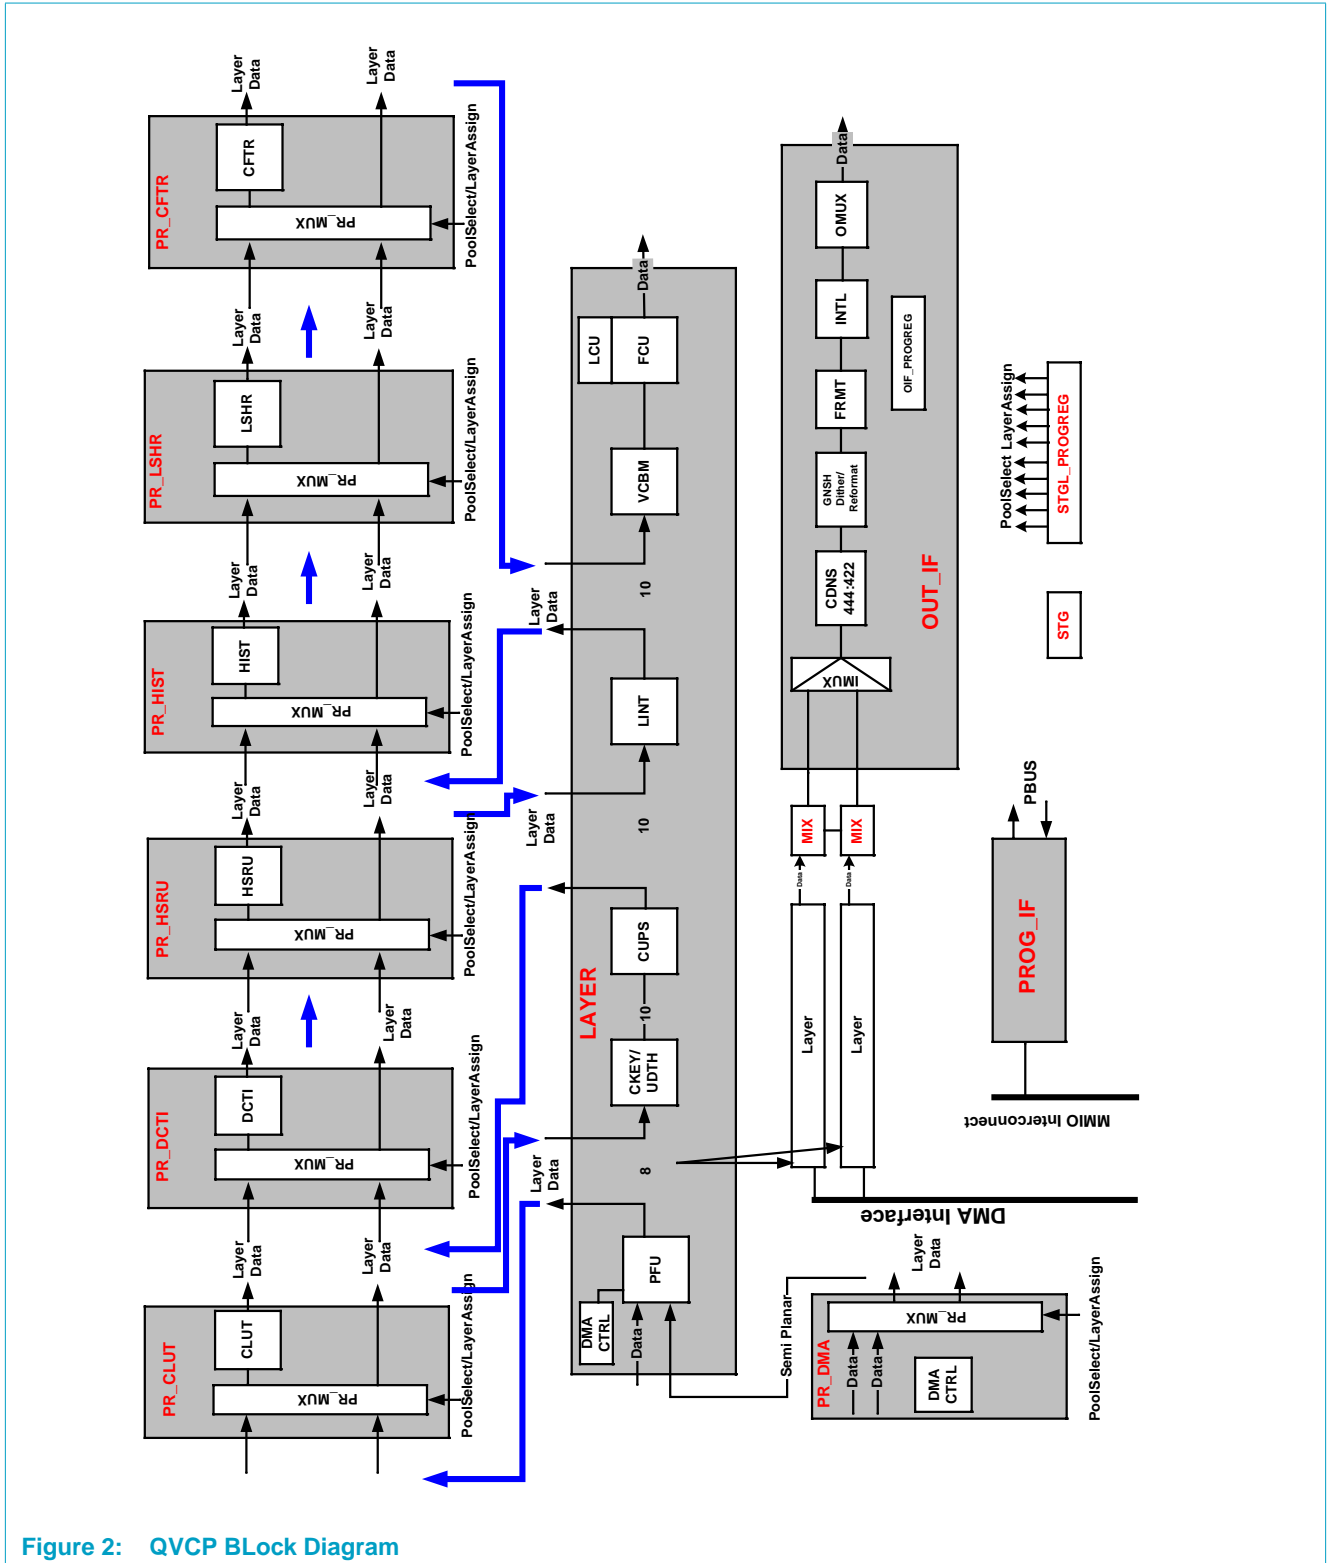 Layer
Data
Layer
Data
CFTR
PR_MUX
PR_CFTR
PoolSelect/LayerAssign
Layer
Data
Layer
Data
LSHR
PR_MUX
PR_LSHR
PoolSelect/LayerAssign
Layer
Data
Layer
Data
HIST
PR_MUX
PR_HIST
PoolSelect/LayerAssign
Layer
Data
Layer
Data
HSRU
PR_MUX
PR_HSRU
PoolSelect/LayerAssign
Layer
Data
Layer
Data
DCTI
PR_MUX
PR_DCTI
PoolSelect/LayerAssign
Layer
Data
Layer
Data
CLUT
PR_MUX
PR_CLUT
PoolSelect/LayerAssign
Data
LCU
FCU
VCBM
10
Layer
Data
LINT
10
Layer
Data
CUPS
LAYER
10
CKEY/
UDTH
8
Layer
Data
PFU
DMA
CTRL
Data
Semi Planar
Data
OMUX
INTL
OIF_PROGREG
FRMT
GNSH
Dither/
Reformat
CDNS
444:422
OUT_IF
IMUX
MIX
MIX
Data
Data
Layer
Layer
DMA Interface
Layer
Data
PR_MUX
PR_DMA
Data
Data
DMA
CTRL
PoolSelect/LayerAssign
PoolSelect LayerAssign
STGL_PROGREG
STG
PBUS
PROG_IF
MMIO Interconnect
Figure 2: QVCP BLock Diagram